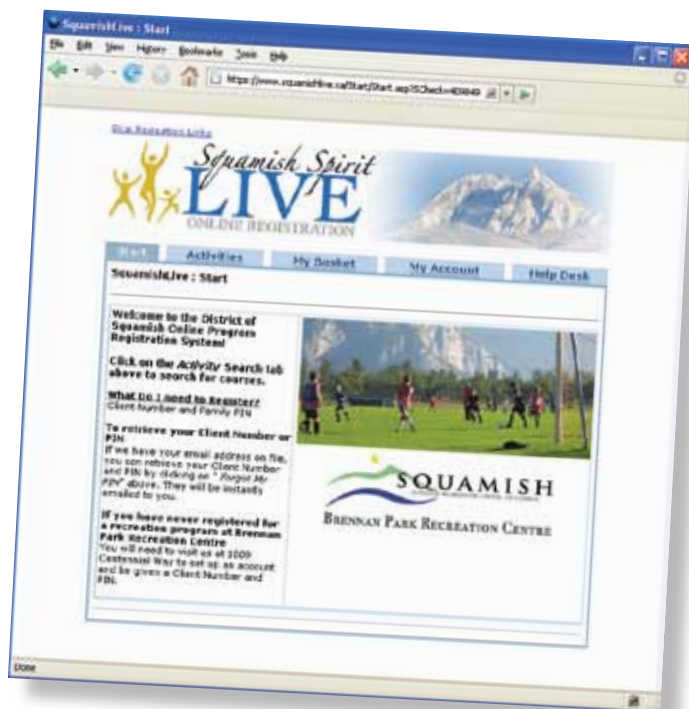 SquamishLive : Start
File Edit View History Bookmarks Tools Help
Squamish Spirit
LIVE
ONLINE REGISTRATION
Start Activities My Basket My Account Help Desk
SquamishLive : Start
Welcome to the District of
Squamish Online Program
Registration System!
Click on the Activity Search tab
above to search for courses.
What Do I need to Register?
Client Number and Family PIN
To retrieve your Client Number or
PIN
If we have your email address on file,
you can retrieve your Client Number
and PIN by clicking on " Forgot My
PIN" above. They will be instantly
emailed to you.
If you have never registered for
a recreation program at Brennan
Park Recreation Centre
You will need to visit us at 1009
Centennial Way to set up an account
and be given a Client Number and
PIN.
SQUAMISH
BRENNAN PARK RECREATION CENTRE
Done